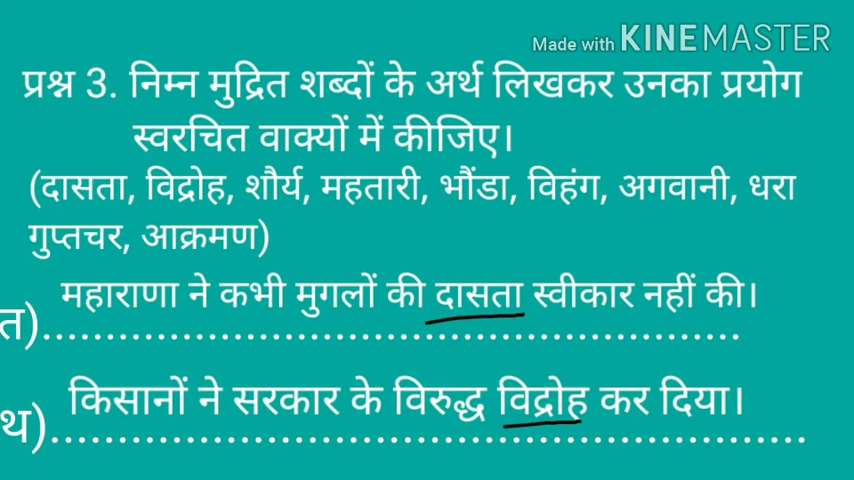 Made with KINEMASTER
प्रश्न 3. निम्न मुद्रित शब्दों के अर्थ लिखकर उनका प्रयोग
स्वरचित वाक्यों में कीजिए।
(दासता, विद्रोह, शौर्य, महतारी, भौंडा, विहंग, अगवानी, धरा
गुप्तचर, आक्रमण)
महाराणा ने कभी मुगलों की दासता स्वीकार नहीं की।
त)............................................................
किसानों ने सरकार के विरुद्ध विद्रोह कर दिया।
थ)................................................................